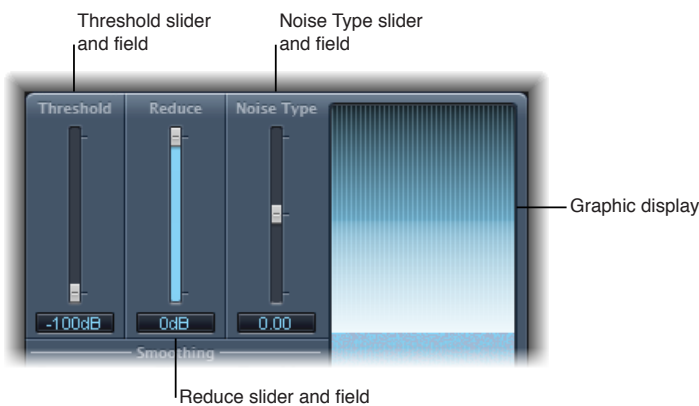 Threshold slider
and field
Noise Type slider
and field
Threshold
Reduce
Noise Type
Graphic display
-100dB
0dB
0.00
Smoothing
Reduce slider and field